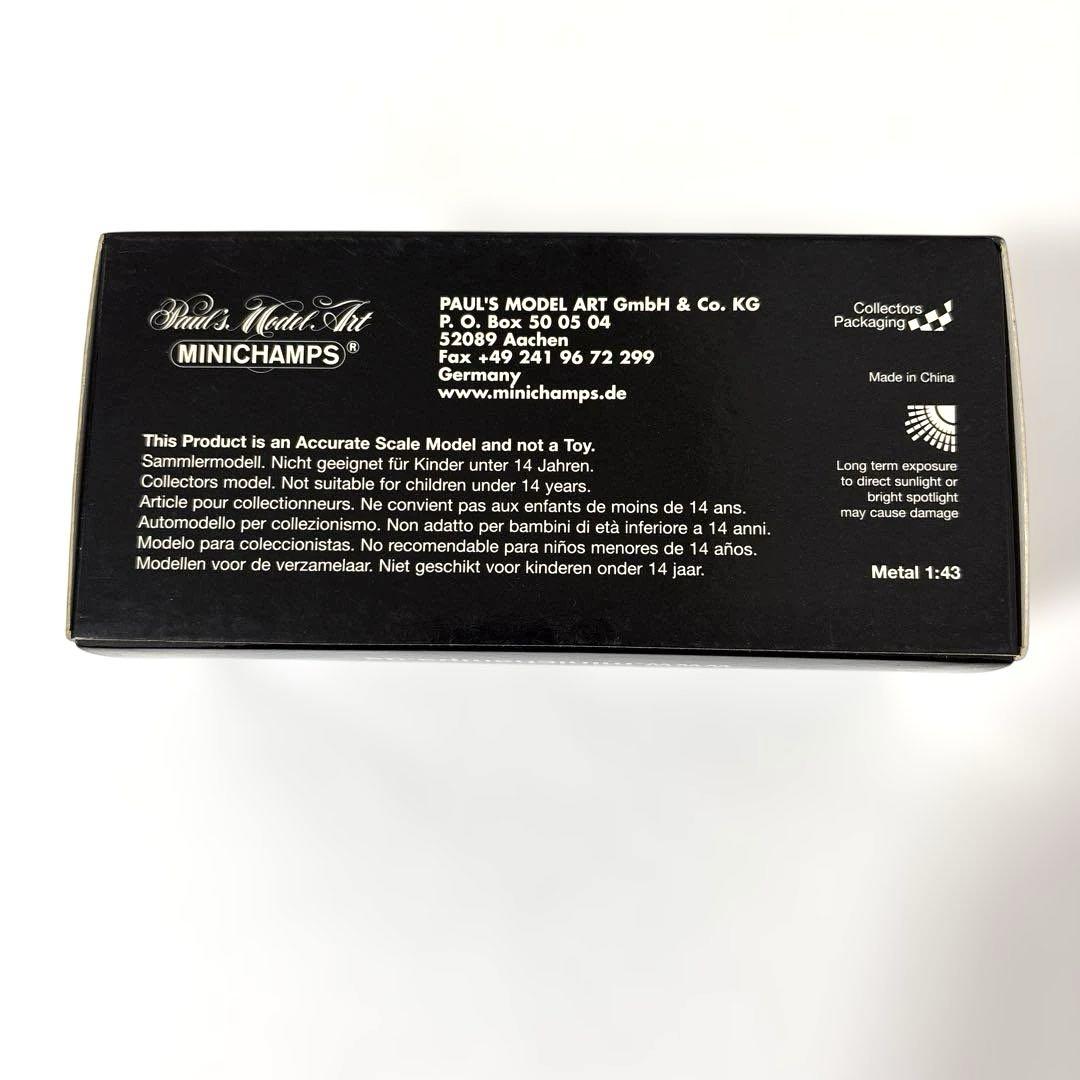 Paul's Model Art
MINICHAMPS®
PAUL'S MODEL ART GmbH & Co. KG
P. O. Box 50 05 04
52089 Aachen
Fax +49 241 96 72 299
Germany
www.minichamps.de
Collectors
Packaging
Made in China
Long term exposure
to direct sunlight or
bright spotlight
may cause damage
Metal 1:43
This Product is an Accurate Scale Model and not a Toy.
Sammlermodell. Nicht geeignet für Kinder unter 14 Jahren.
Collectors model. Not suitable for children under 14 years.
Article pour collectionneurs. Ne convient pas aux enfants de moins de 14 ans.
Automodello per collezionismo. Non adatto per bambini di età inferiore a 14 anni.
Modelo para coleccionistas. No recomendable para niños menores de 14 años.
Modellen voor de verzamelaar. Niet geschikt voor kinderen onder 14 jaar.